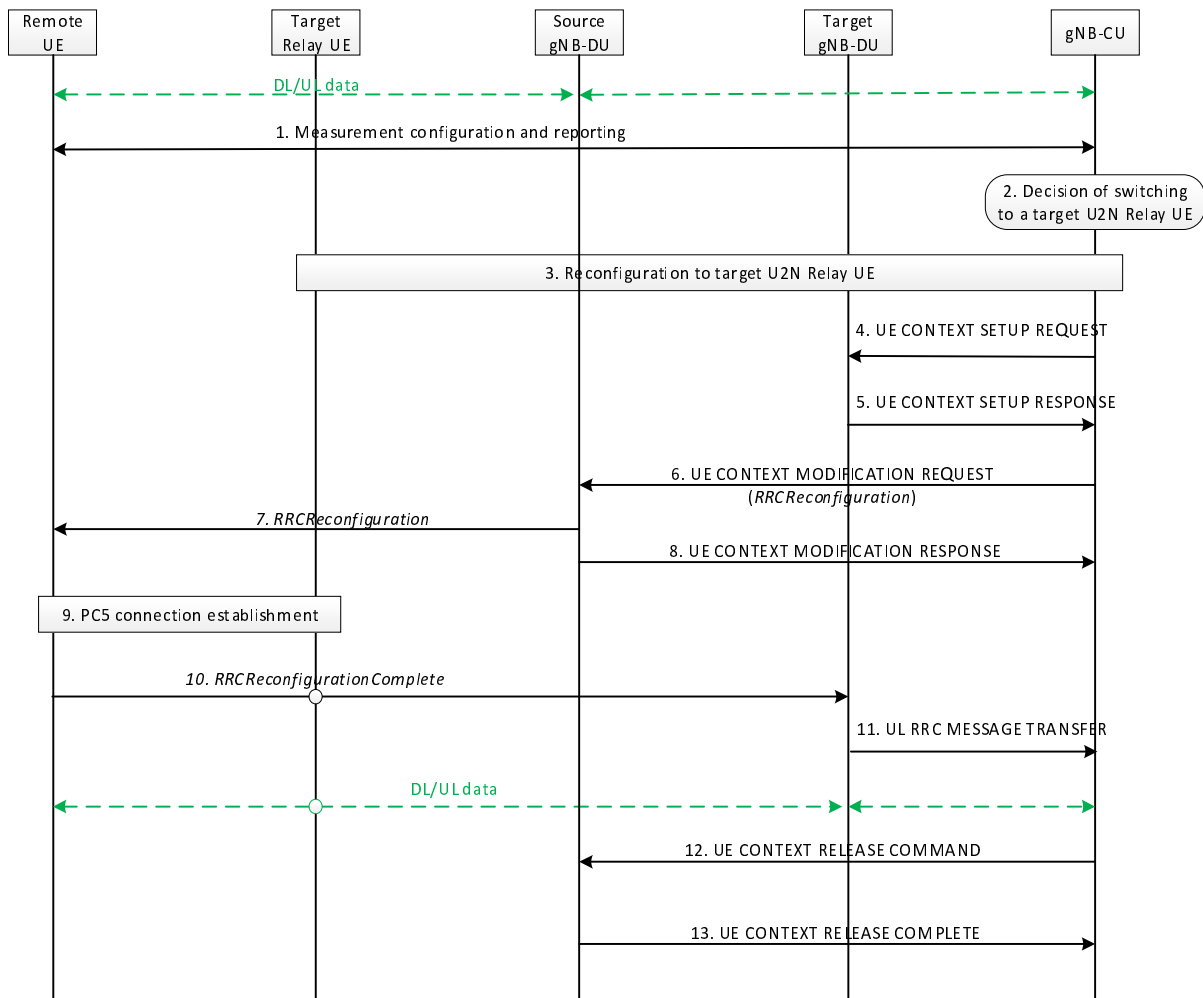 Remote
UE
Target
Relay UE
Source
gNB-DU
Target
gNB-DU
gNB-CU
DL/UL data
1. Measurement configuration and reporting
2. Decision of switching
to a target U2N Relay UE
3. Reconfiguration to target U2N Relay UE
4. UE CONTEXT SETUP REQUEST
5. UE CONTEXT SETUP RESPONSE
6. UE CONTEXT MODIFICATION REQUEST
(RRCReconfiguration)
7. RRCReconfiguration
8. UE CONTEXT MODIFICATION RESPONSE
9. PC5 connection establishment
10. RRCReconfigurationComplete
11. UL RRC MESSAGE TRANSFER
DL/UL data
12. UE CONTEXT RELEASE COMMAND
13. UE CONTEXT RELEASE COMPLETE